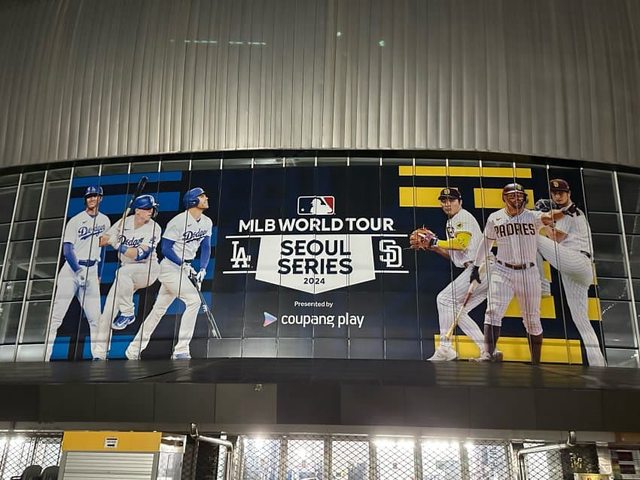 MLB WORLD TOUR
LA
SEOUL
SERIES
2024
SD
Presented by
coupang play
Dodgers
Dodgers
Dodgers
PADRES